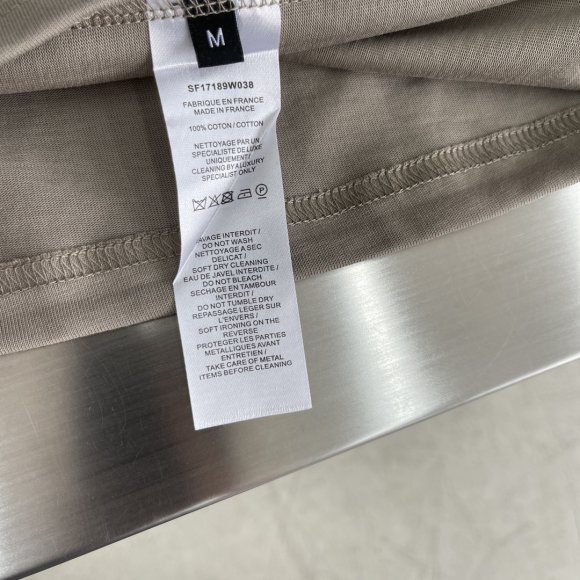 M
SF17189W038
FABRIQUE EN FRANCE
MADE IN FRANCE
100% COTON / COTTON
NETTOYAGE PAR UN
SPECIALISTE DE LUXE
UNIQUEMENT /
CLEANING BY A LUXURY
SPECIALIST ONLY
P
LAVAGE INTERDIT /
DO NOT WASH
NETTOYAGE A SEC
DELICAT /
SOFT DRY CLEANING
EAU DE JAVEL INTERDITE /
DO NOT BLEACH
SECHAGE EN TAMBOUR
INTERDIT /
DO NOT TUMBLE DRY
REPASSAGE LEGER SUR
L'ENVERS /
SOFT IRONING ON THE
REVERSE
PROTEGER LES PARTIES
METALLIQUES AVANT
ENTRETIEN /
TAKE CARE OF METAL
ITEMS BEFORE CLEANING